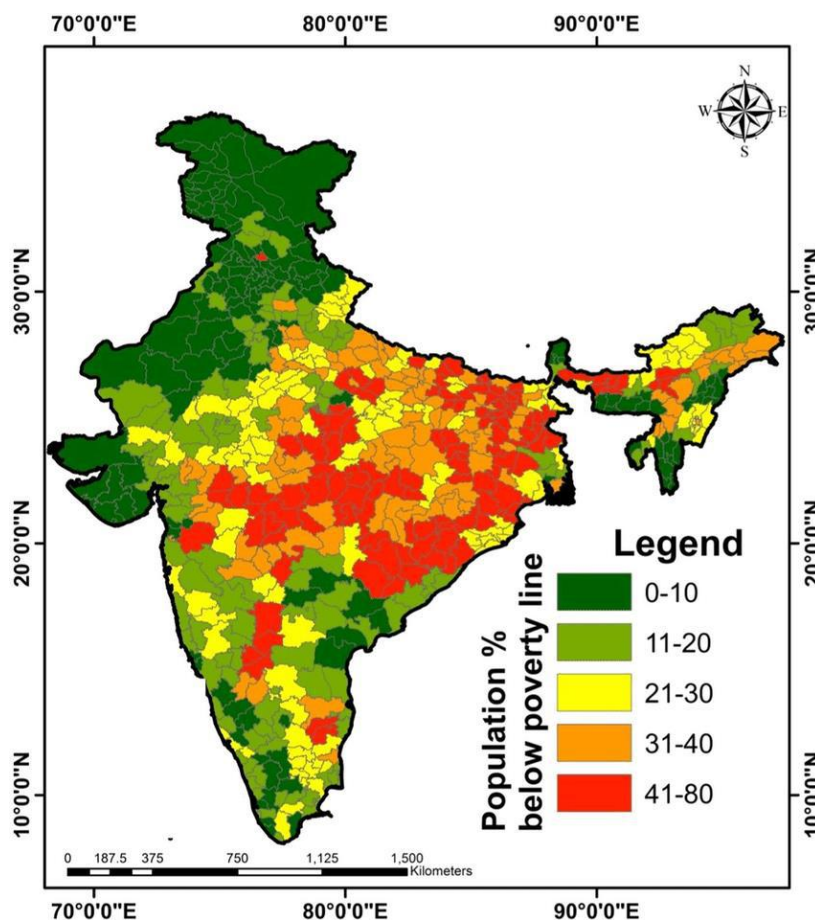 70°0'0"E 80°0'0"E 90°0'0"E
N
W E
S
30°0'0"N 30°0'0"N
20°0'0"N 20°0'0"N
10°0'0"N 10°0'0"N
Legend
Population %
below poverty line
0-10
11-20
21-30
31-40
41-80
0 187.5 375 750 1,125 1,500
Kilometers
70°0'0"E 80°0'0"E 90°0'0"E